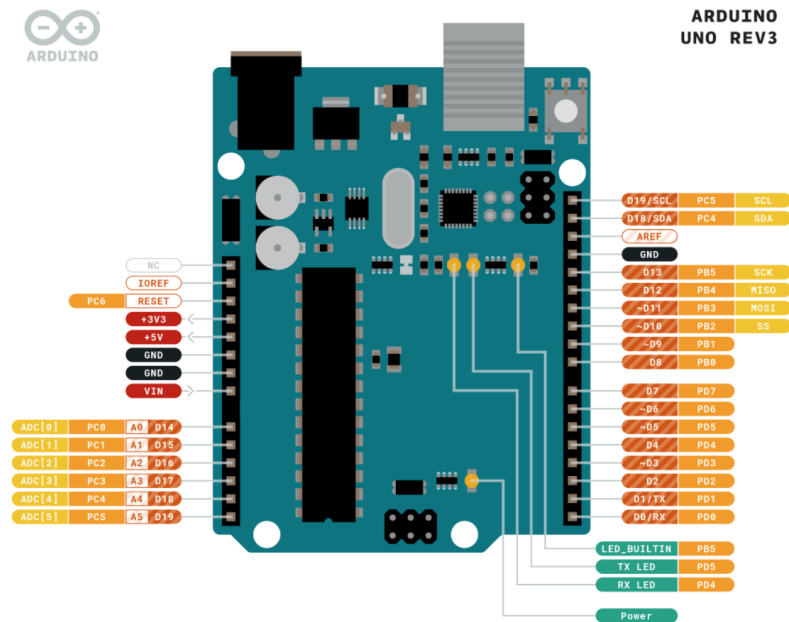 ARDUINO
ARDUINO
UNO REV3
D19/SCL PC5 SCL
D18/SDA PC4 SDA
AREF
GND
D13 PB5 SCK
D12 PB4 MISO
~D11 PB3 MOSI
~D10 PB2 SS
~D9 PB1
D8 PB0
D7 PD7
~D6 PD6
~D5 PD5
D4 PD4
~D3 PD3
D2 PD2
D1/TX PD1
D0/RX PD0
NC
IOREF
PC6 RESET
+3V3
+5V
GND
GND
VIN
ADC[0] PC0 A0 D14
ADC[1] PC1 A1 D15
ADC[2] PC2 A2 D16
ADC[3] PC3 A3 D17
ADC[4] PC4 A4 D18
ADC[5] PC5 A5 D19
LED_BUILTIN PB5
TX LED PD5
RX LED PD4
Power